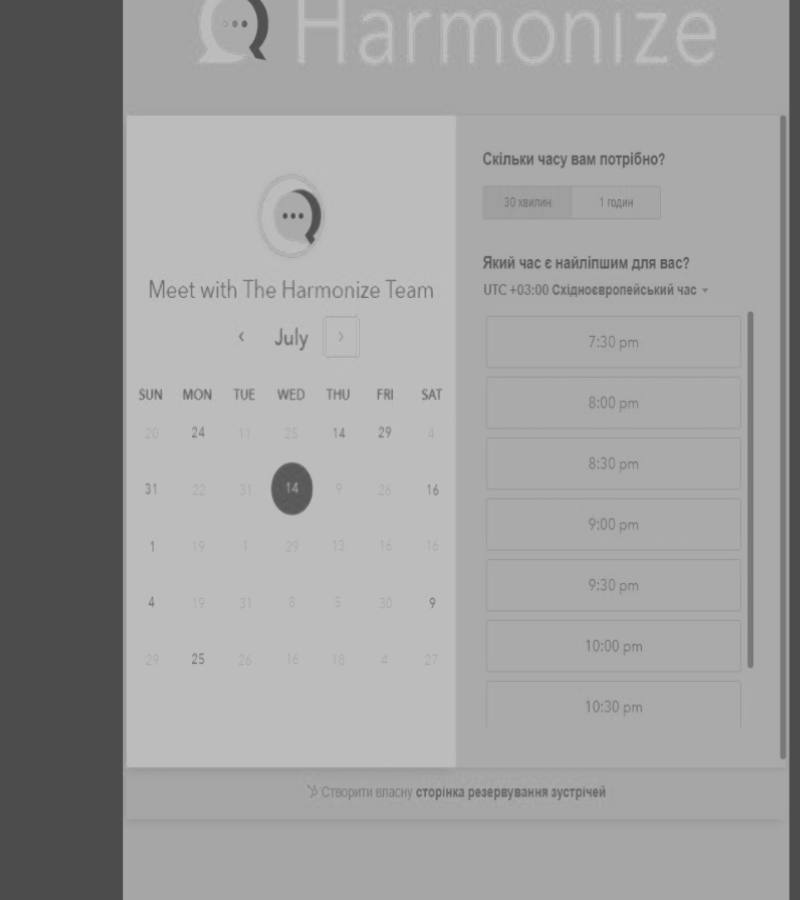 Harmonize
Meet with The Harmonize Team
July
SUN MON TUE WED THU FRI SAT
20 24 11 25 14 29 4
31 22 31 14 9 26 16
1 19 1 29 13 16 16
4 19 31 8 5 30 9
29 25 26 16 18 4 27
Скільки часу вам потрібно?
30 хвилин 1 годин
Який час є найліпшим для вас?
UTC +03:00 Східноєвропейський час
7:30 pm
8:00 pm
8:30 pm
9:00 pm
9:30 pm
10:00 pm
10:30 pm
Створити власну сторінка резервування зустрічей